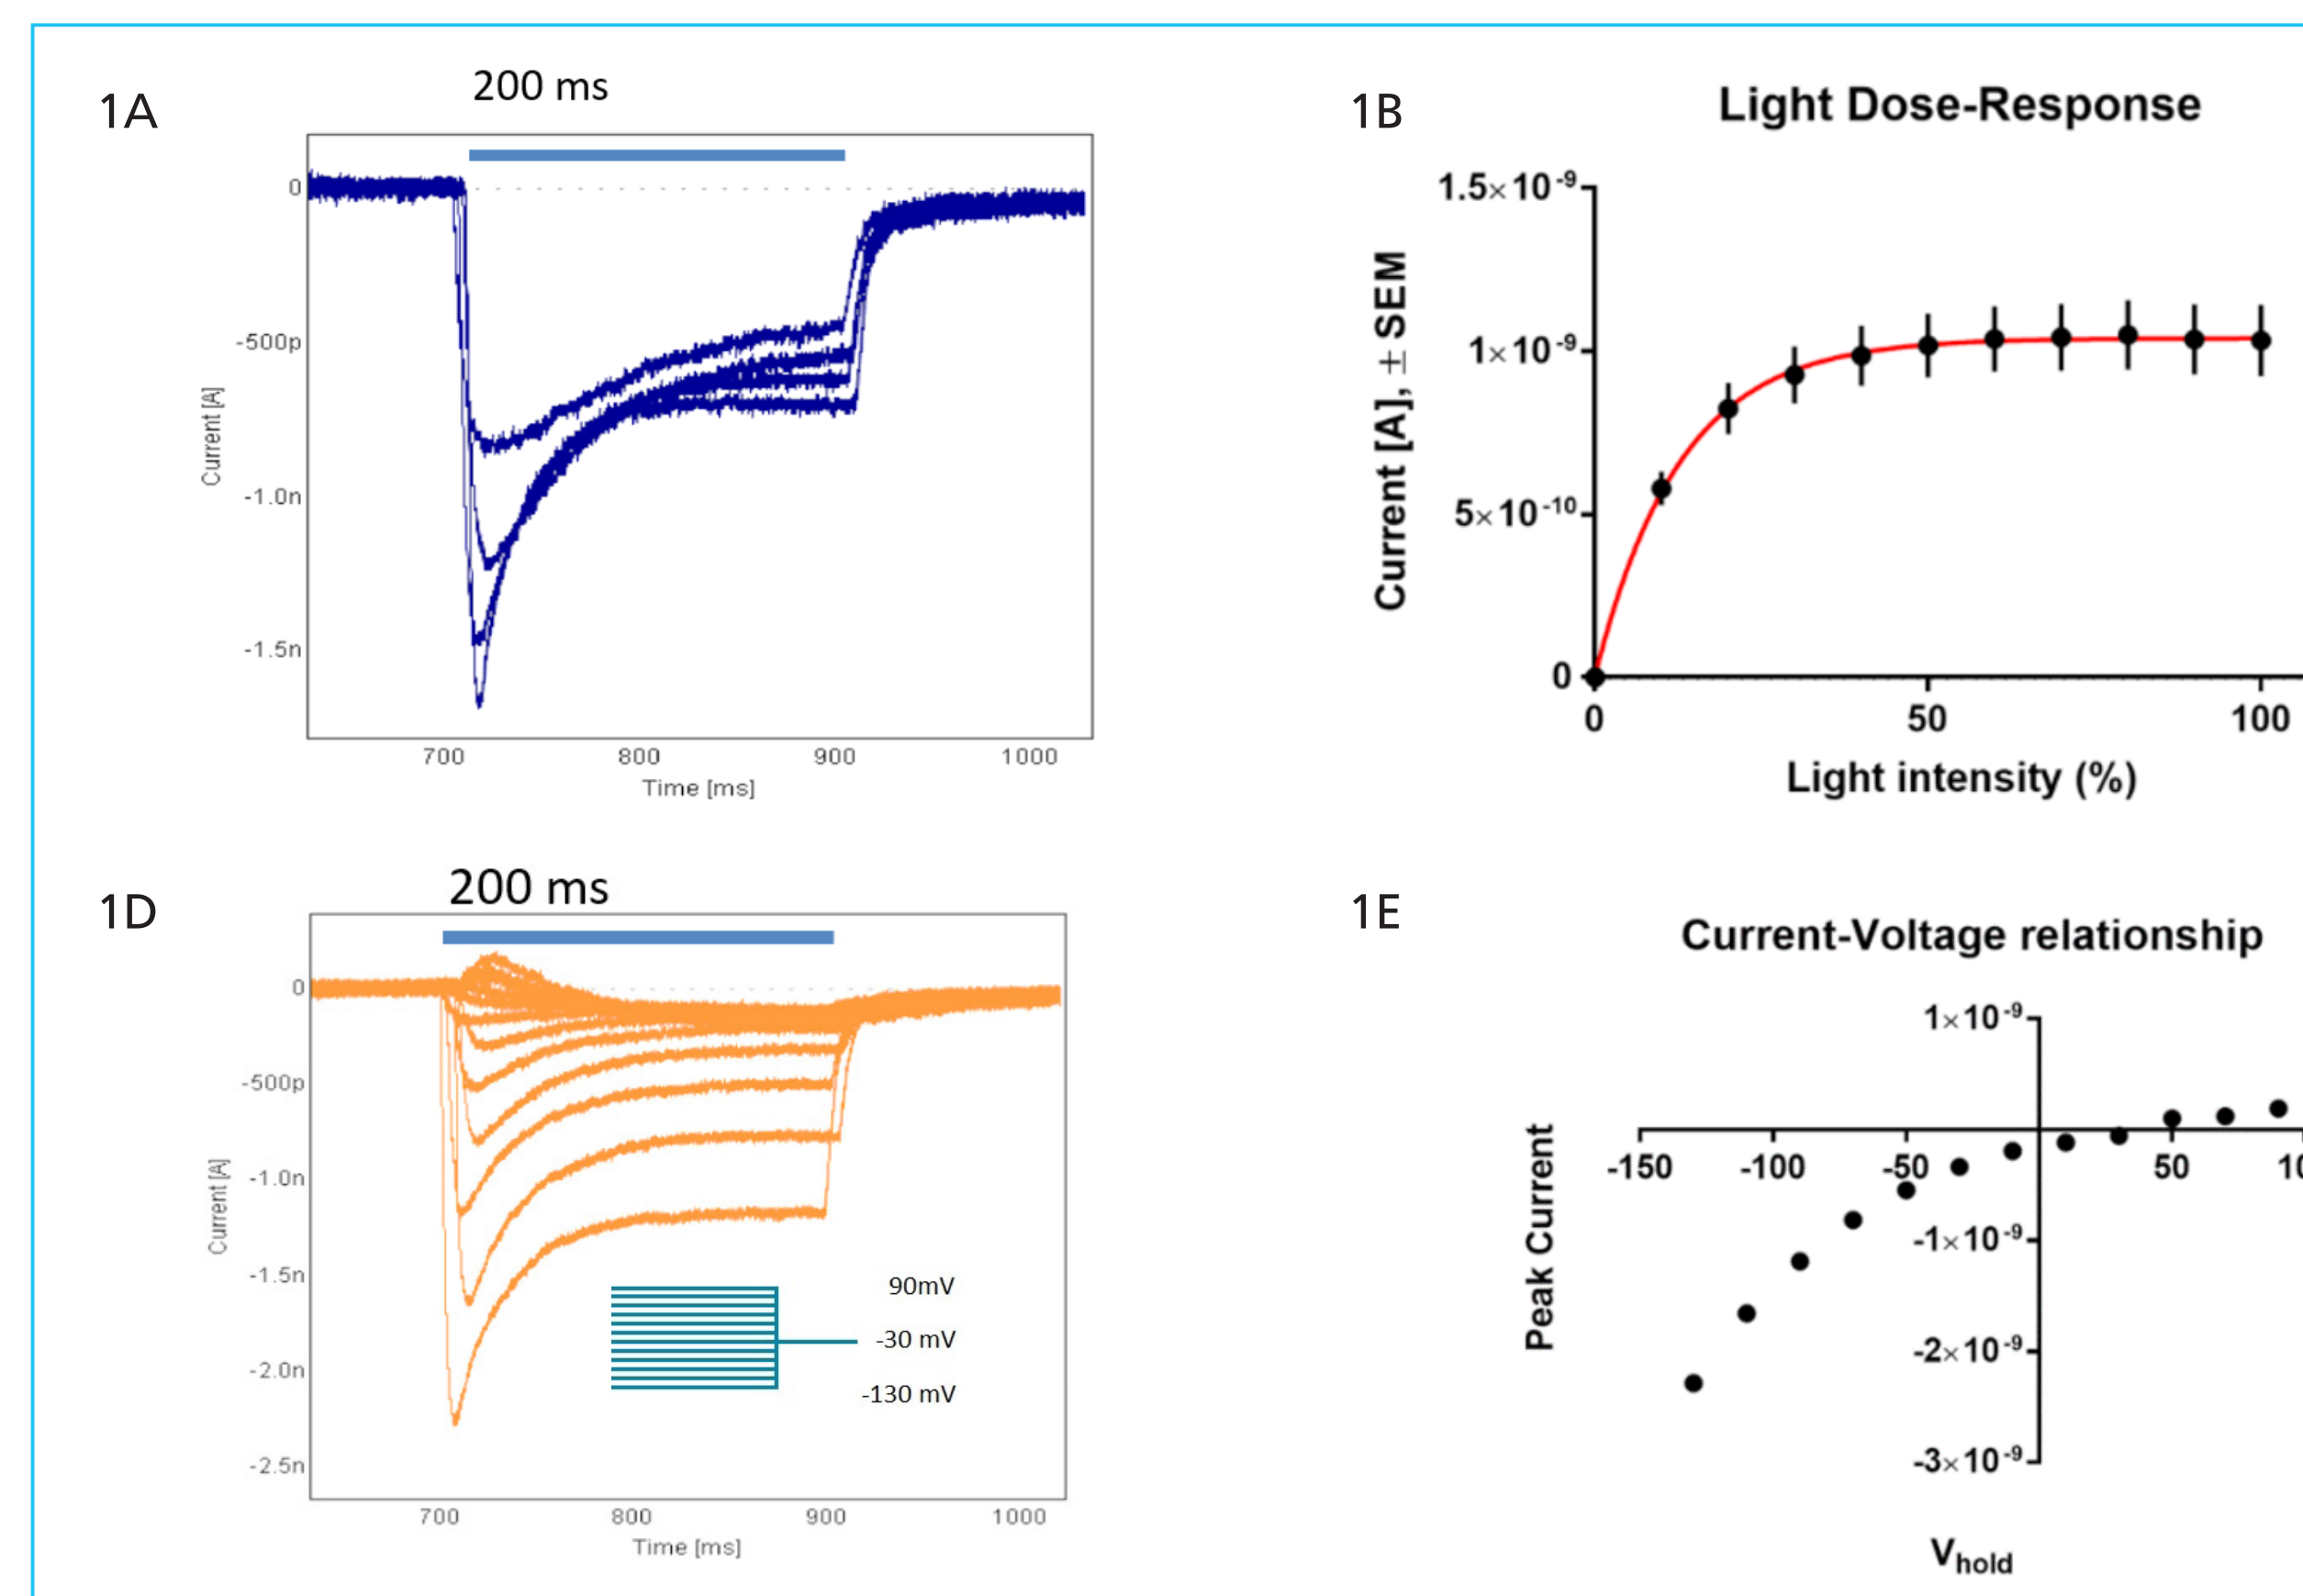 1A
200 ms
0
-500p
-1.0n
-1.5n
Current [A]
700 800 900 1000
Time [ms]
1B
Light Dose-Response
1.5×10⁻⁹
1×10⁻⁹
5×10⁻¹⁰
0
Current [A], ± SEM
0 50 100
Light intensity (%)
1D
200 ms
0
-500p
-1.0n
-1.5n
-2.0n
-2.5n
Current [A]
90mV
-30 mV
-130 mV
700 800 900 1000
Time [ms]
1E
Current-Voltage relationship
1×10⁻⁹
-150 -100 -50 50
-1×10⁻⁹
-2×10⁻⁹
-3×10⁻⁹
Peak Current
Vhold